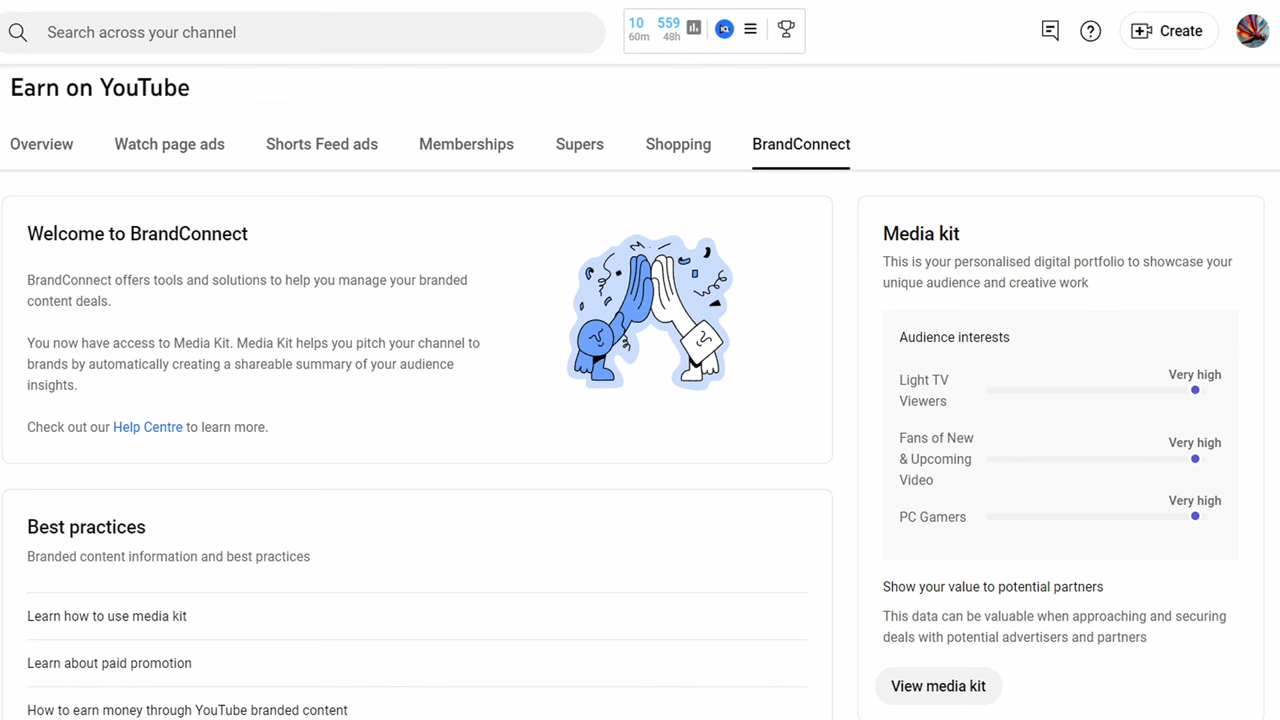 Search across your channel
10 559
60m 48h
Create
Earn on YouTube
Overview Watch page ads Shorts Feed ads Memberships Supers Shopping BrandConnect
Welcome to BrandConnect
BrandConnect offers tools and solutions to help you manage your branded
content deals.
You now have access to Media Kit. Media Kit helps you pitch your channel to
brands by automatically creating a shareable summary of your audience
insights.
Check out our Help Centre to learn more.
Best practices
Branded content information and best practices
Learn how to use media kit
Learn about paid promotion
How to earn money through YouTube branded content
Media kit
This is your personalised digital portfolio to showcase your
unique audience and creative work
Audience interests
Light TV
Viewers
Very high
Fans of New
& Upcoming
Video
Very high
PC Gamers
Very high
Show your value to potential partners
This data can be valuable when approaching and securing
deals with potential advertisers and partners
View media kit